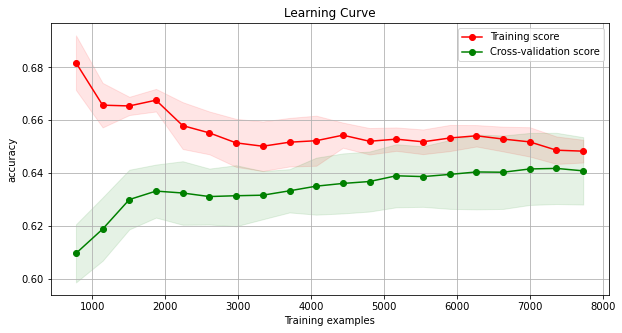 Learning Curve
Training score
Cross-validation score
0.68
0.66
0.64
0.62
0.60
accuracy
1000 2000 3000 4000 5000 6000 7000 8000
Training examples